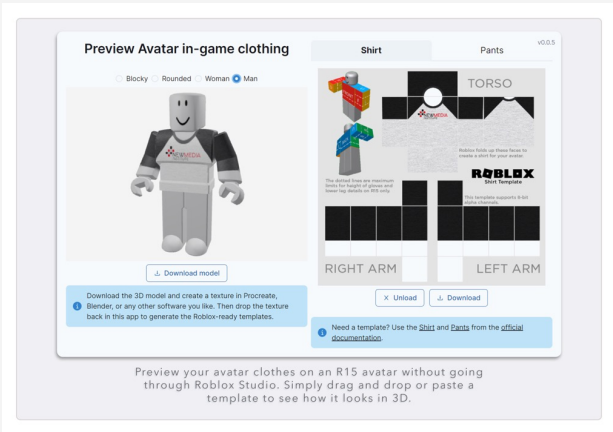 Preview Avatar in-game clothing
Blocky Rounded Woman Man
NEWMEDIA
Download model
Download the 3D model and create a texture in Procreate,
Blender, or any other software you like. Then drop the texture
back in this app to generate the Roblox-ready templates.
v0.0.5
Shirt Pants
TORSO
NEWMEDIA
Roblox folds up these faces to
create a shirt for your avatar.
The dotted lines are maximum
limits for height of gloves and
lower leg details on R15 only.
ROBLOX
Shirt Template
This template supports 8-bit
alpha channels.
RIGHT ARM
LEFT ARM
X Unload Download
Need a template? Use the Shirt and Pants from the official
documentation.
Preview your avatar clothes on an R15 avatar without going
through Roblox Studio. Simply drag and drop or paste a
template to see how it looks in 3D.